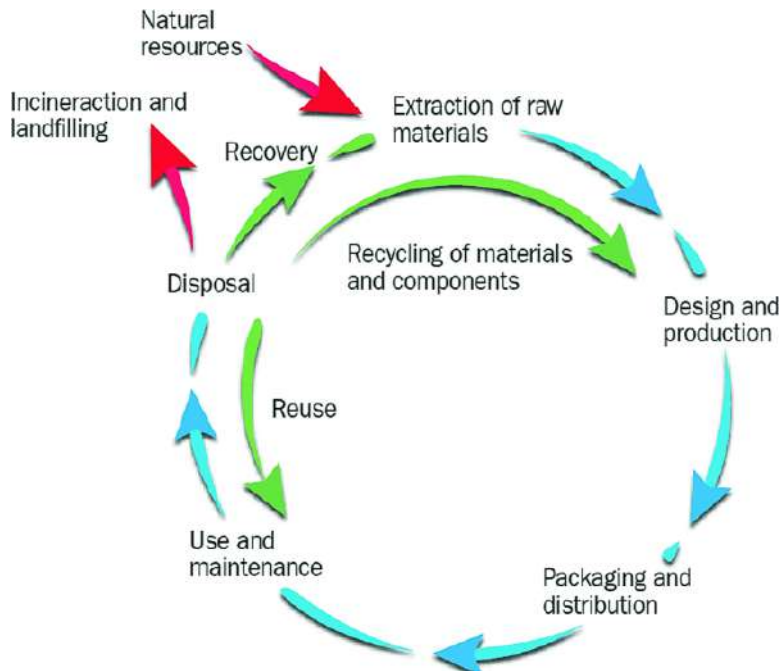 Natural
resources
Incineraction and
landfilling
Extraction of raw
materials
Recovery
Recycling of materials
and components
Disposal
Design and
production
Reuse
Use and
maintenance
Packaging and
distribution